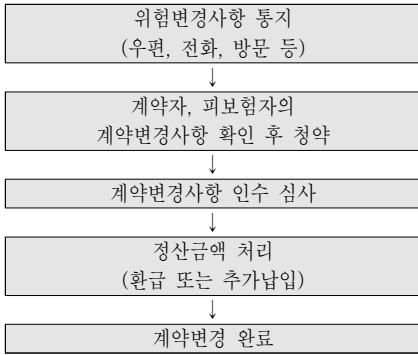 위험변경사항 통지
(우편, 전화, 방문 등)
↓
계약자, 피보험자의
계약변경사항 확인 후 청약
↓
계약변경사항 인수 심사
↓
정산금액 처리
(환급 또는 추가납입)
↓
계약변경 완료